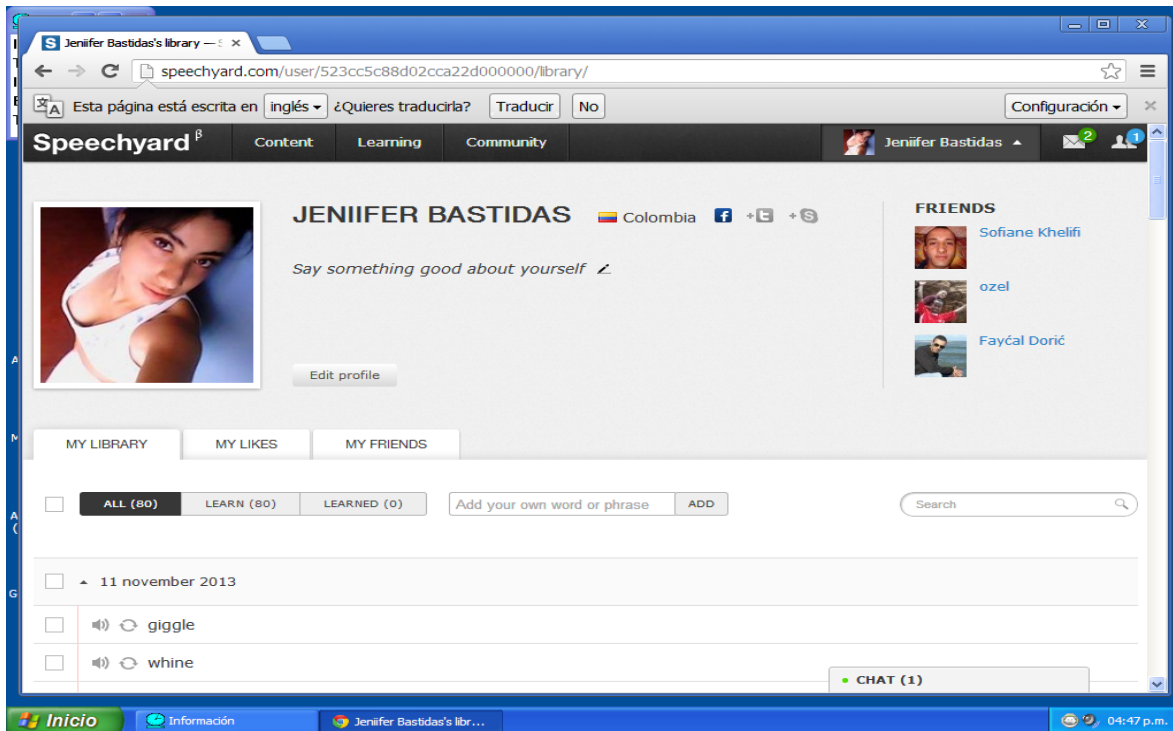 Jeniifer Bastidas's library — S
speechyard.com/user/523cc5c88d02cca22d000000/library/
Esta página está escrita en inglés ¿Quieres traducirla? Traducir No Configuración
Speechyard β Content Learning Community Jeniifer Bastidas 2 1
JENIIFER BASTIDAS Colombia
FRIENDS
Sofiane Khelifi
Say something good about yourself
ozel
Fayćal Dorić
Edit profile
MY LIBRARY MY LIKES MY FRIENDS
ALL (80) LEARN (80) LEARNED (0) Add your own word or phrase ADD Search
11 november 2013
giggle
whine
CHAT (1)
Inicio Información Jeniifer Bastidas's libr... 04:47 p.m.